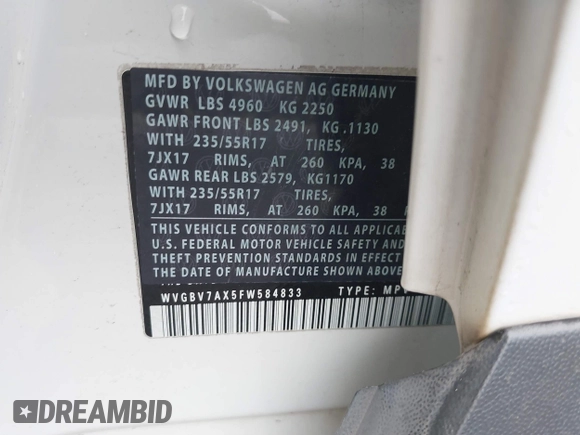 MFD BY VOLKSWAGEN AG GERMANY
GVWR LBS 4960 KG 2250
GAWR FRONT LBS 2491, KG .1130
WITH 235/55R17 TIRES,
7JX17 RIMS, AT 260 KPA, 38
GAWR REAR LBS 2579, KG1170
WITH 235/55R17 TIRES,
7JX17 RIMS, AT 260 KPA, 38
THIS VEHICLE CONFORMS TO ALL APPLICABLE
U.S. FEDERAL MOTOR VEHICLE SAFETY AND
THEFT PREVENTION STANDARDS IN EFFECT
THE DATE OF MANUFACTURE SHOWN
WVGBV7AX5FW584833 TYPE: MPV
DREAMBID